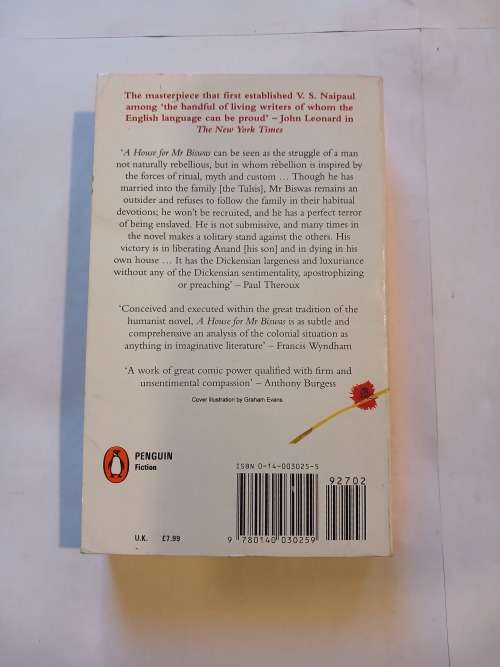 The masterpiece that first established V. S. Naipaul
among ‘the handful of living writers of whom the
English language can be proud’ – John Leonard in
The New York Times
‘A House for Mr Biswas can be seen as the struggle of a man
not naturally rebellious, but in whom rebellion is inspired by
the forces of ritual, myth and custom ... Though he has
married into the family [the Tulsis], Mr Biswas remains an
outsider and refuses to follow the family in their habitual
devotions; he won’t be recruited, and he has a perfect terror
of being enslaved. He is not submissive, and many times in
the novel makes a solitary stand against the others. His
victory is in liberating Anand [his son] and in dying in his
own house ... It has the Dickensian largeness and luxuriance
without any of the Dickensian sentimentality, apostrophizing
or preaching’ – Paul Theroux
‘Conceived and executed within the great tradition of the
humanist novel, A House for Mr Biswas is as subtle and
comprehensive an analysis of the colonial situation as
anything in imaginative literature’ – Francis Wyndham
‘A work of great comic power qualified with firm and
unsentimental compassion’ – Anthony Burgess
Cover illustration by Graham Evans
PENGUIN
Fiction
ISBN 0-14-003025-5
92702
U.K. £7.99
9 780140 030259